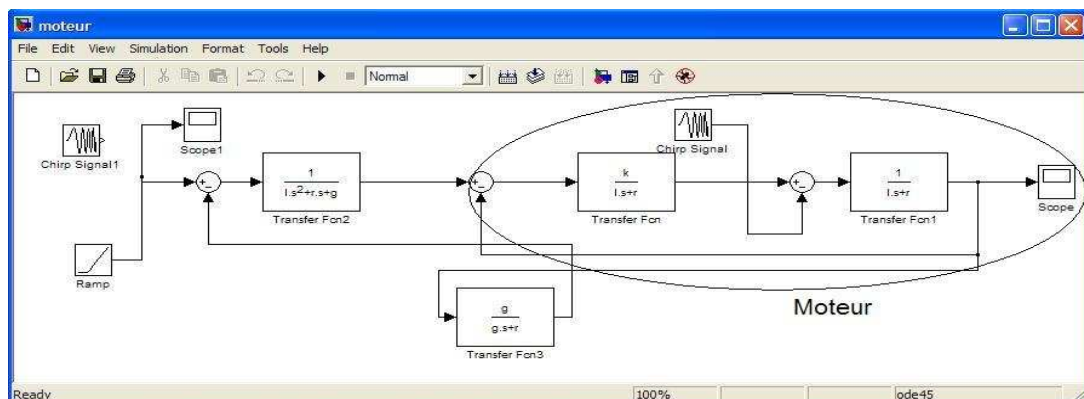 moteur
File Edit View Simulation Format Tools Help
Normal
Chirp Signal1
Scope1
+
-
1
l.s²+r.s+g
Transfer Fcn2
+
-
k
l.s+r
Transfer Fcn
Chirp Signal
+
-
1
l.s+r
Transfer Fcn1
Scope
Ramp
g
g.s+r
Transfer Fcn3
Moteur
Ready 100% ode45